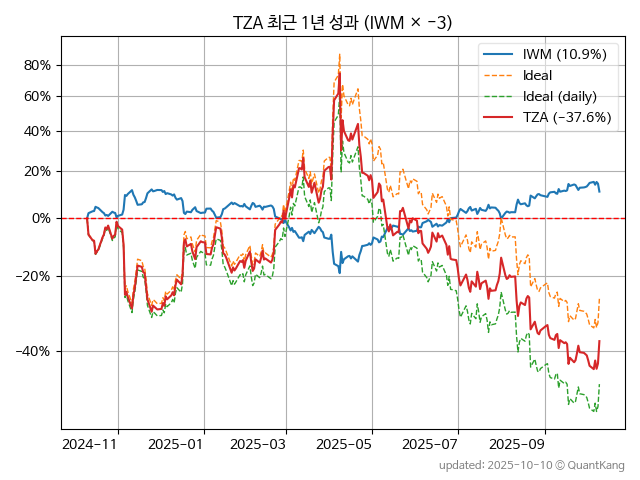 TZA 최근 1년 성과 (IWM × −3)
IWM (10.9%)
Ideal
Ideal (daily)
TZA (−37.6%)
80%
60%
40%
20%
0%
−20%
−40%
2024-11 2025-01 2025-03 2025-05 2025-07 2025-09
updated: 2025-10-10 © QuantKang